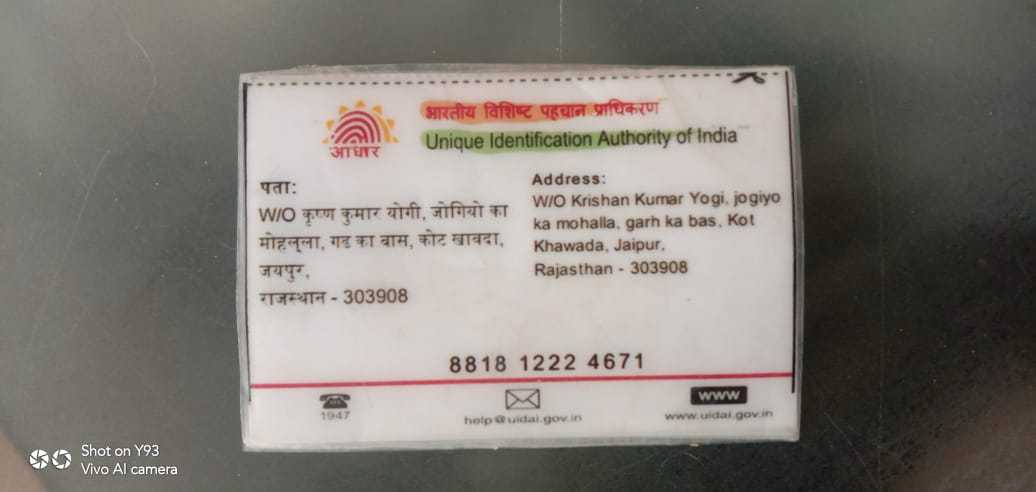 भारतीय विशिष्ट पहचान प्राधिकरण
Unique Identification Authority of India
आधार
पता:
W/O कृष्ण कुमार योगी, जोगियो का
मोहल्ला, गड का बास, कोट खावदा,
जयपुर,
राजस्थान - 303908
Address:
W/O Krishan Kumar Yogi, jogiyo
ka mohalla, garh ka bas, Kot
Khawada, Jaipur,
Rajasthan - 303908
8818 1222 4671
1947
help@uidai.gov.in
www
www.uidai.gov.in
Shot on Y93
Vivo AI camera